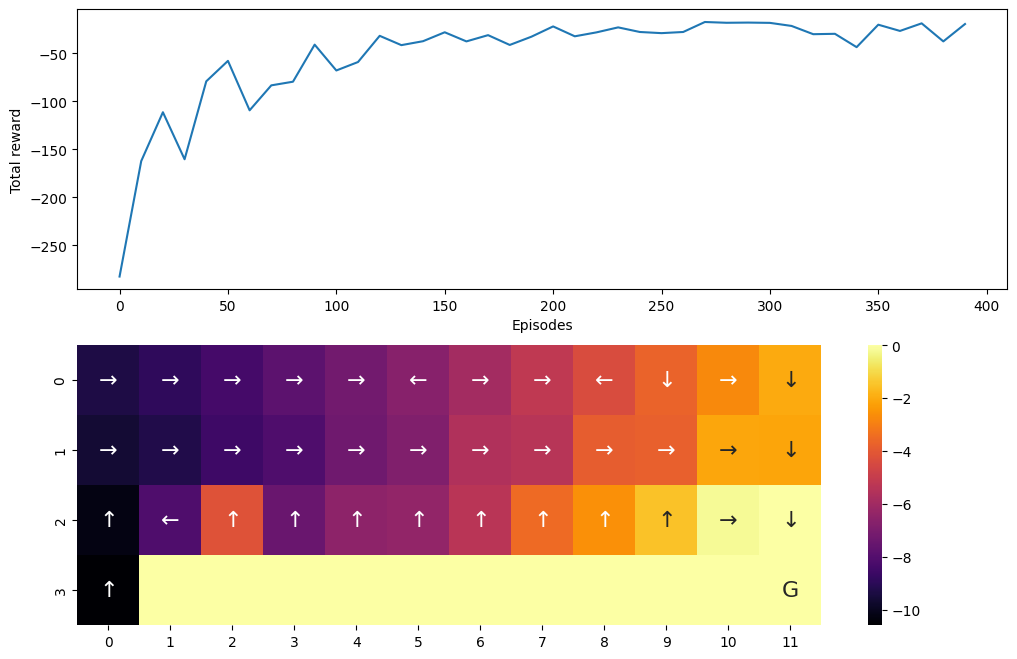 −50
−100
−150
−200
−250
Total reward
0 50 100 150 200 250 300 350 400
Episodes
0 → → → → → ← → → ← ↓ → ↓
1 → → → → → → → → → → → ↓
2 ↑ ← ↑ ↑ ↑ ↑ ↑ ↑ ↑ ↑ → ↓
3 ↑ G
0 1 2 3 4 5 6 7 8 9 10 11
0
−2
−4
−6
−8
−10